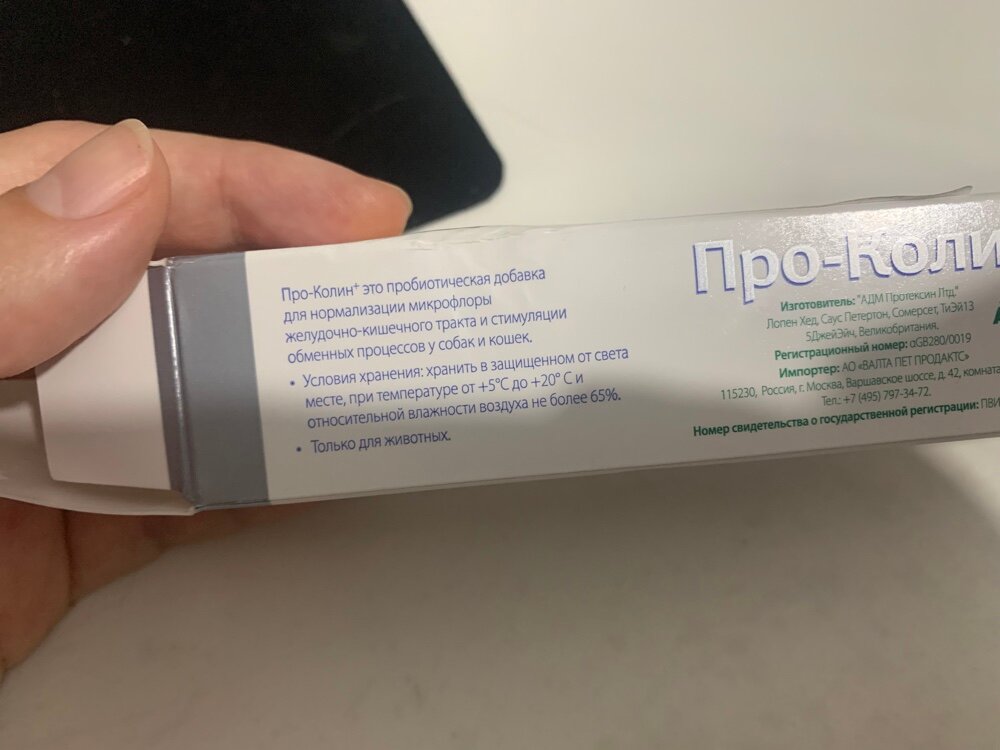 Про-Колин⁺ это пробиотическая добавка
для нормализации микрофлоры
желудочно-кишечного тракта и стимуляции
обменных процессов у собак и кошек.
• Условия хранения: хранить в защищенном от света
месте, при температуре от +5°С до +20° С и
относительной влажности воздуха не более 65%.
• Только для животных.
Про-Колин
Изготовитель: "АДМ Протексин Лтд."
Лопен Хед, Саус Петертон, Сомерсет, ТиЭй13
5ДжейЭйч, Великобритания.
Регистрационный номер: αGB280/0019
Импортер: АО «ВАЛТА ПЕТ ПРОДАКТС»
115230, Россия, г. Москва, Варшавское шоссе, д. 42, комната
Тел.: +7 (495) 797-34-72.
Номер свидетельства о государственной регистрации: ПВИ